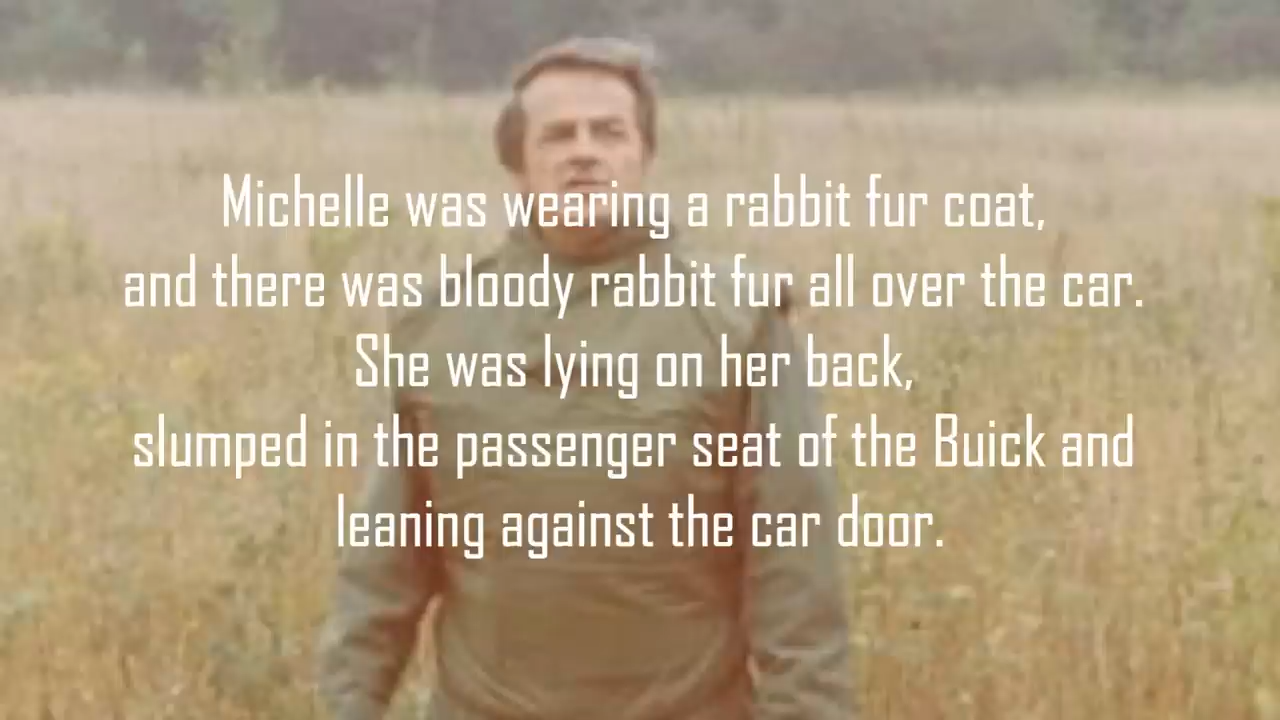 Michelle was wearing a rabbit fur coat,
and there was bloody rabbit fur all over the car.
She was lying on her back,
slumped in the passenger seat of the Buick and
leaning against the car door.